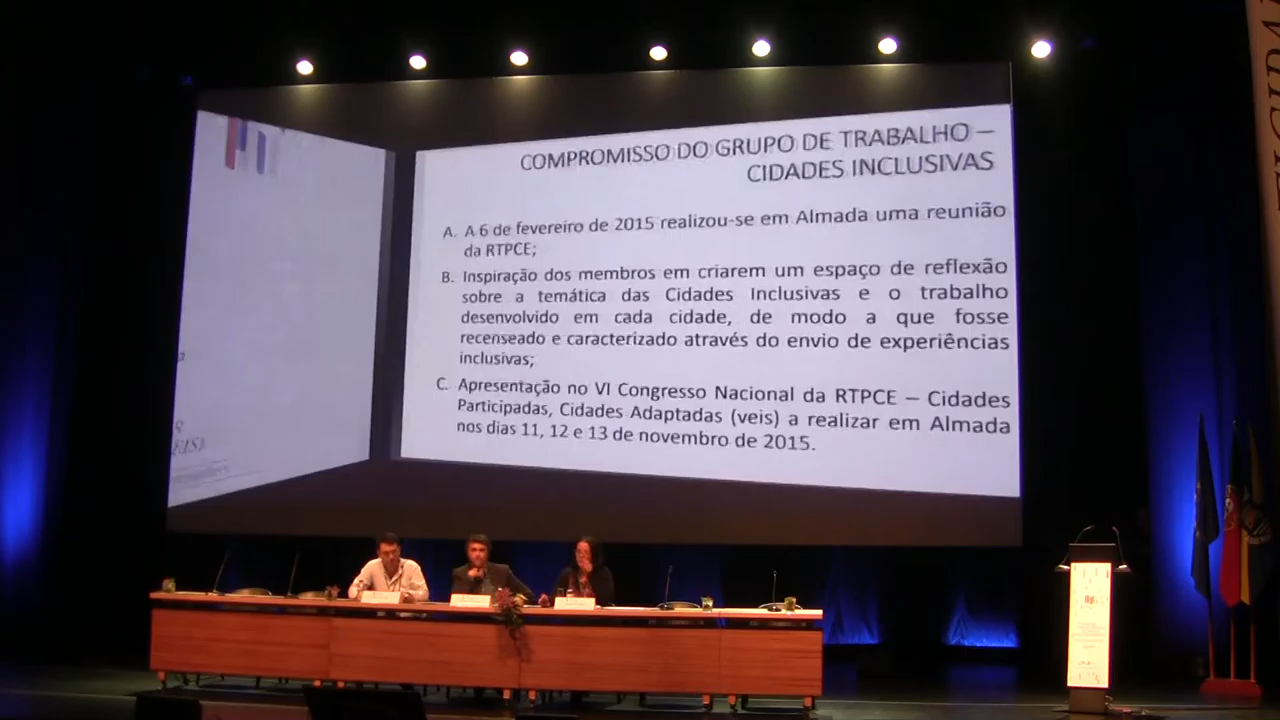 COMPROMISSO DO GRUPO DE TRABALHO –
CIDADES INCLUSIVAS
A. A 6 de fevereiro de 2015 realizou-se em Almada uma reunião
da RTPCE;
B. Inspiração dos membros em criarem um espaço de reflexão
sobre a temática das Cidades Inclusivas e o trabalho
desenvolvido em cada cidade, de modo a que fosse
recenseado e caracterizado através do envio de experiências
inclusivas;
C. Apresentação no VI Congresso Nacional da RTPCE – Cidades
Participadas, Cidades Adaptadas (veis) a realizar em Almada
nos dias 11, 12 e 13 de novembro de 2015.